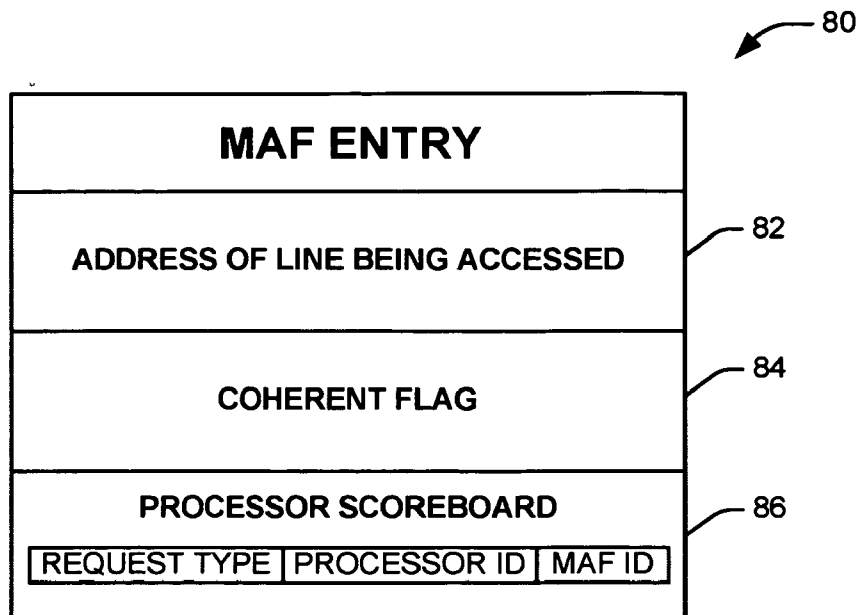 80
MAF ENTRY
ADDRESS OF LINE BEING ACCESSED
82
COHERENT FLAG
84
PROCESSOR SCOREBOARD
86
REQUEST TYPE PROCESSOR ID MAF ID